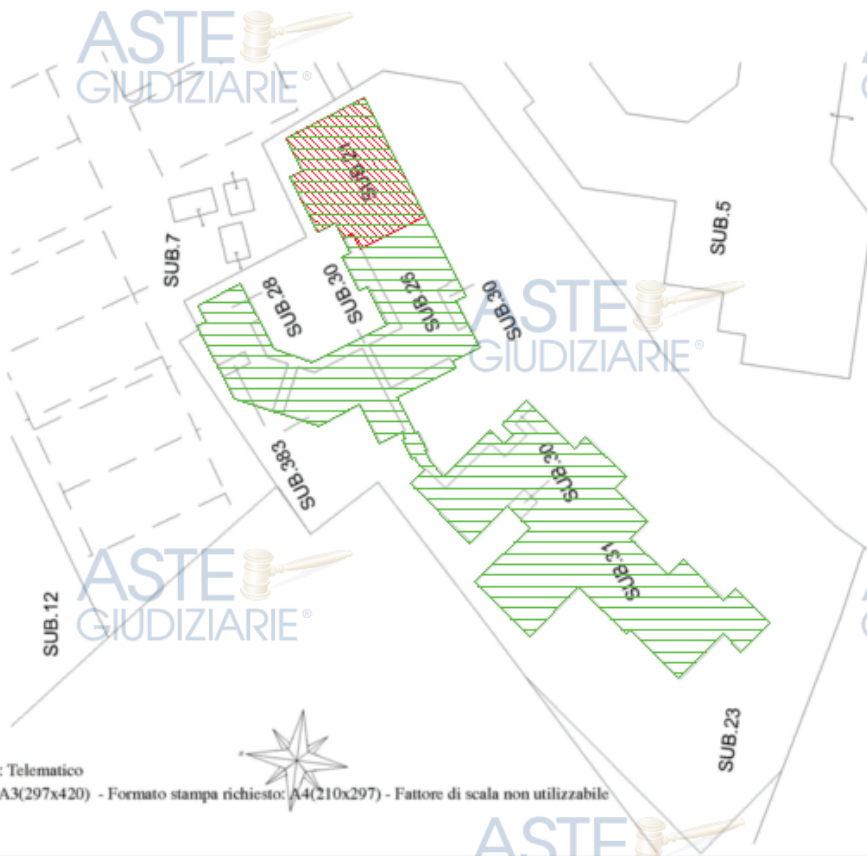 ASTE
GIUDIZIARIE®
SUB.21
SUB.5
SUB.7
SUB.28
SUB.30
SUB.30
ASTE
GIUDIZIARIE®
SUB.383
SUB.30
SUB.31
ASTE
GIUDIZIARIE®
SUB.12
SUB.23
: Telematico
A3(297x420) - Formato stampa richiesto: A4(210x297) - Fattore di scala non utilizzabile
ASTE